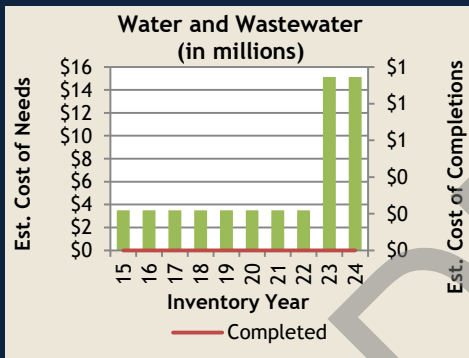 Water and Wastewater
(in millions)
Est. Cost of Needs
$16
$14
$12
$10
$8
$6
$4
$2
$0
$1
$1
$1
$0
$0
$0
Est. Cost of Completions
15 16 17 18 19 20 21 22 23 24
Inventory Year
Completed